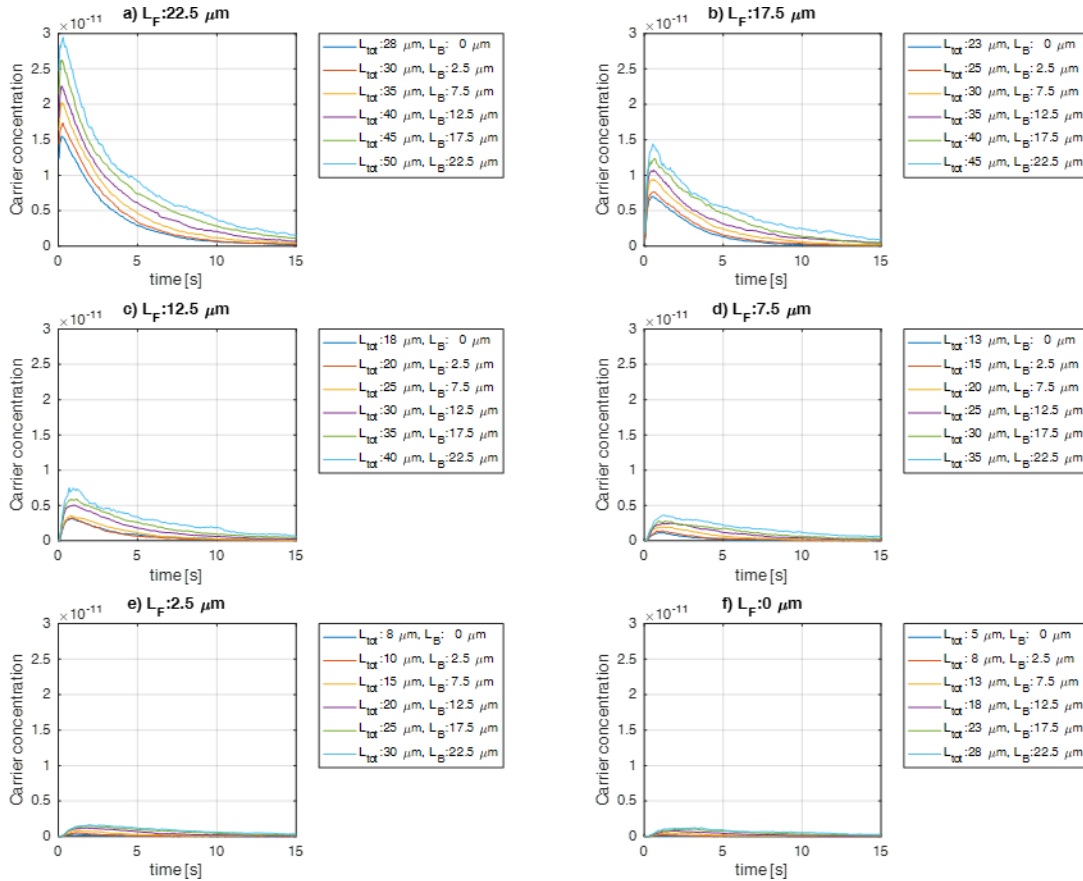 a) L_F:22.5 μm
×10^-11
3
2.5
2
1.5
1
0.5
0
Carrier concentration
0 5 10 15
time [s]
L_tot:28 μm, L_B: 0 μm
L_tot:30 μm, L_B:2.5 μm
L_tot:35 μm, L_B: 7.5 μm
L_tot:40 μm, L_B:12.5 μm
L_tot:45 μm, L_B:17.5 μm
L_tot:50 μm, L_B:22.5 μm
b) L_F:17.5 μm
×10^-11
3
2.5
2
1.5
1
0.5
0
Carrier concentration
0 5 10 15
time [s]
L_tot:23 μm, L_B: 0 μm
L_tot:25 μm, L_B:2.5 μm
L_tot:30 μm, L_B: 7.5 μm
L_tot:35 μm, L_B:12.5 μm
L_tot:40 μm, L_B:17.5 μm
L_tot:45 μm, L_B:22.5 μm
c) L_F:12.5 μm
×10^-11
3
2.5
2
1.5
1
0.5
0
Carrier concentration
0 5 10 15
time [s]
L_tot:18 μm, L_B: 0 μm
L_tot:20 μm, L_B:2.5 μm
L_tot:25 μm, L_B: 7.5 μm
L_tot:30 μm, L_B:12.5 μm
L_tot:35 μm, L_B:17.5 μm
L_tot:40 μm, L_B:22.5 μm
d) L_F:7.5 μm
×10^-11
3
2.5
2
1.5
1
0.5
0
Carrier concentration
0 5 10 15
time [s]
L_tot:13 μm, L_B: 0 μm
L_tot:15 μm, L_B:2.5 μm
L_tot:20 μm, L_B: 7.5 μm
L_tot:25 μm, L_B:12.5 μm
L_tot:30 μm, L_B:17.5 μm
L_tot:35 μm, L_B:22.5 μm
e) L_F:2.5 μm
×10^-11
3
2.5
2
1.5
1
0.5
0
Carrier concentration
0 5 10 15
time [s]
L_tot: 8 μm, L_B: 0 μm
L_tot:10 μm, L_B:2.5 μm
L_tot:15 μm, L_B: 7.5 μm
L_tot:20 μm, L_B:12.5 μm
L_tot:25 μm, L_B:17.5 μm
L_tot:30 μm, L_B:22.5 μm
f) L_F:0 μm
×10^-11
3
2.5
2
1.5
1
0.5
0
Carrier concentration
0 5 10 15
time [s]
L_tot: 5 μm, L_B: 0 μm
L_tot: 8 μm, L_B: 2.5 μm
L_tot:13 μm, L_B: 7.5 μm
L_tot:18 μm, L_B:12.5 μm
L_tot:23 μm, L_B:17.5 μm
L_tot:28 μm, L_B:22.5 μm